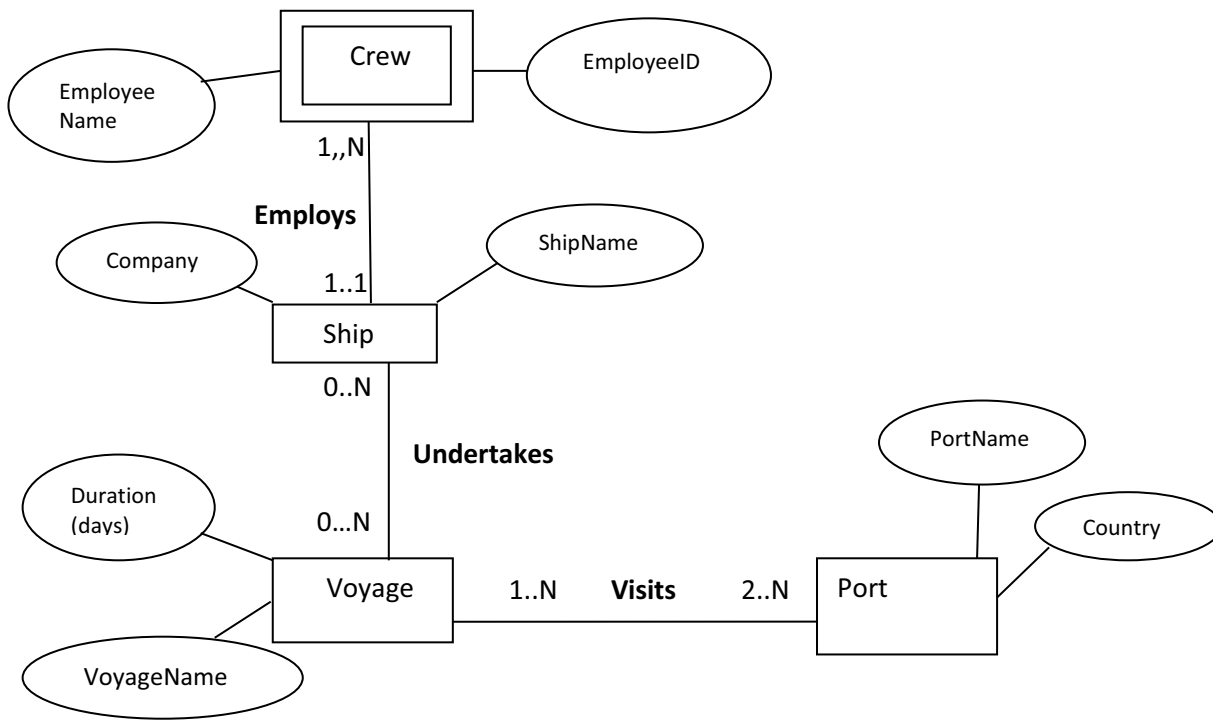 Crew
EmployeeID
Employee
Name
1,,N
Employs
ShipName
Company
1..1
Ship
0..N
PortName
Undertakes
Duration
(days)
0...N
Country
Voyage
1..N
Visits
2..N
Port
VoyageName